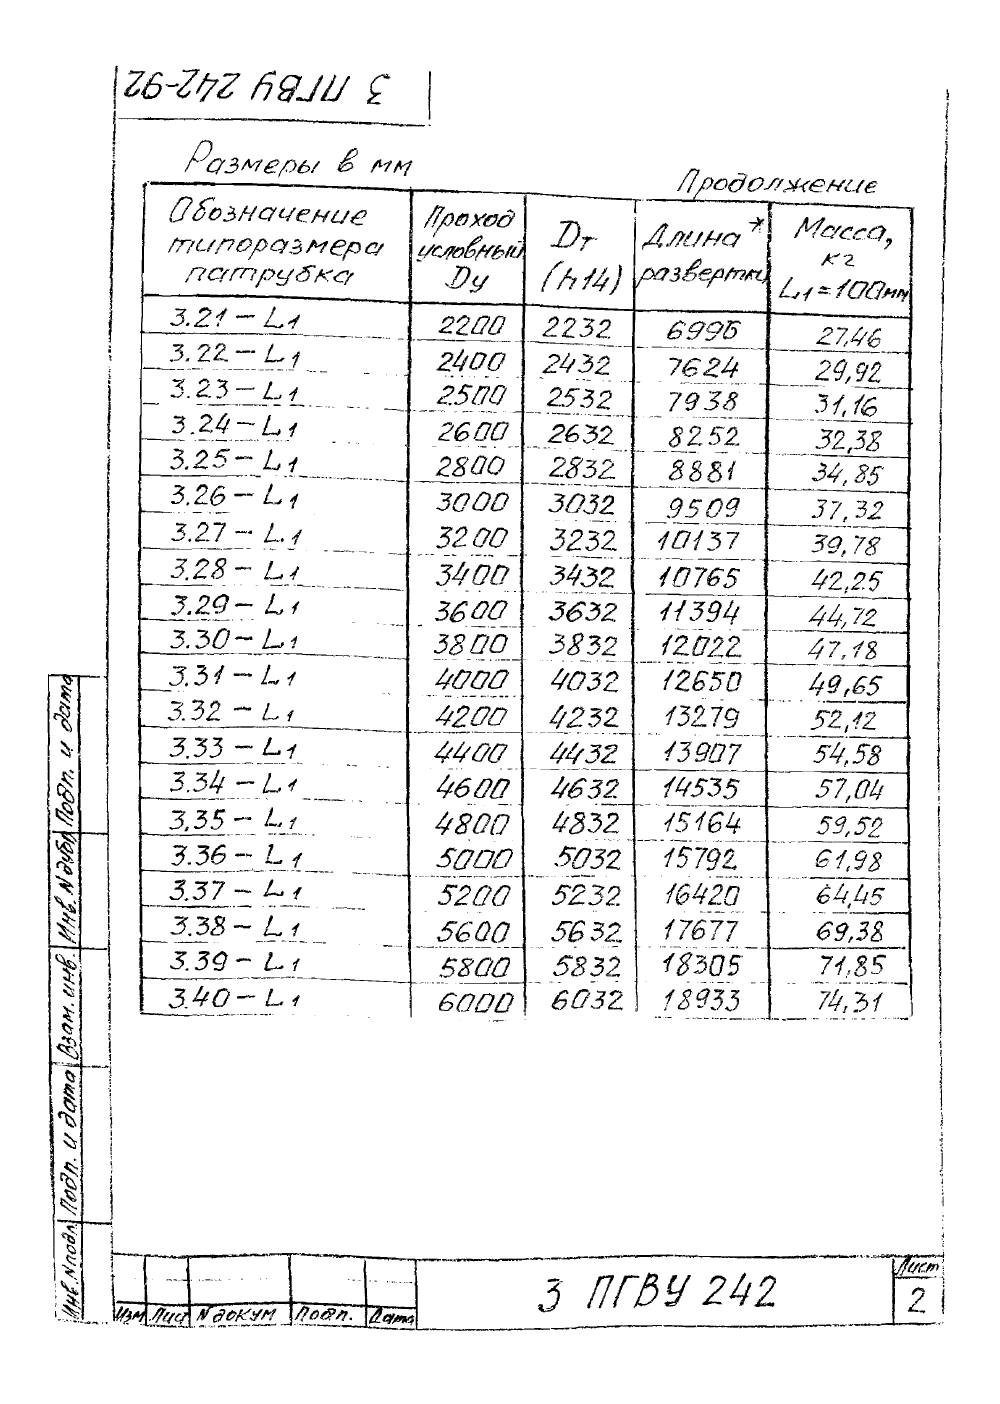 3 ПГВУ 242-92
Размеры в мм
Продолжение
Обозначение типоразмера патрубка | Проход условный Dу | Dт (h14) | Длина* развертки | Масса, кг L1=100мм
3.21-L1 2200 2232 6996 27,46
3.22-L1 2400 2432 7624 29,92
3.23-L1 2500 2532 7938 31,16
3.24-L1 2600 2632 8252 32,38
3.25-L1 2800 2832 8881 34,85
3.26-L1 3000 3032 9509 37,32
3.27-L1 3200 3232 10137 39,78
3.28-L1 3400 3432 10765 42,25
3.29-L1 3600 3632 11394 44,72
3.30-L1 3800 3832 12022 47,18
3.31-L1 4000 4032 12650 49,65
3.32-L1 4200 4232 13279 52,12
3.33-L1 4400 4432 13907 54,58
3.34-L1 4600 4632 14535 57,04
3.35-L1 4800 4832 15164 59,52
3.36-L1 5000 5032 15792 61,98
3.37-L1 5200 5232 16420 64,45
3.38-L1 5600 5632 17677 69,38
3.39-L1 5800 5832 18305 71,85
3.40-L1 6000 6032 18933 74,31
Подп. и дата
Инв. N дубл
Взам. инв.
Подп. и дата
Инв. N подл
Изм Лист N докум Подп. Дата
3 ПГВУ 242
Лист
2